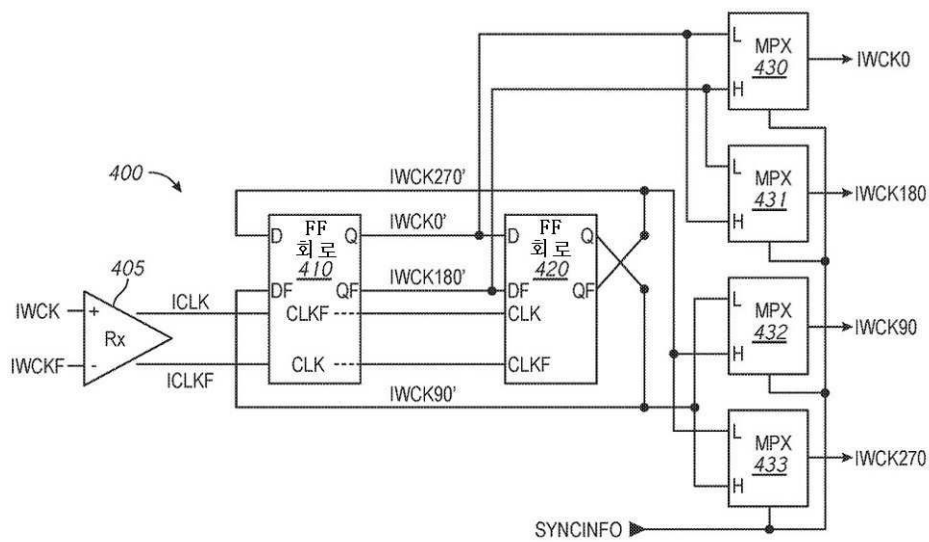 L MPX IWCK0
430
H
400
L MPX
IWCK270'
431 IWCK180
IWCK0'
H
D FF Q D FF Q
회로 회로
405 410 IWCK180' 420
DF QF DF QF
L MPX
IWCK + ICLK CLKF CLK
432 IWCK90
Rx
H
IWCKF - ICLKF CLK CLKF
IWCK90'
L MPX
433 IWCK270
H
SYNCINFO